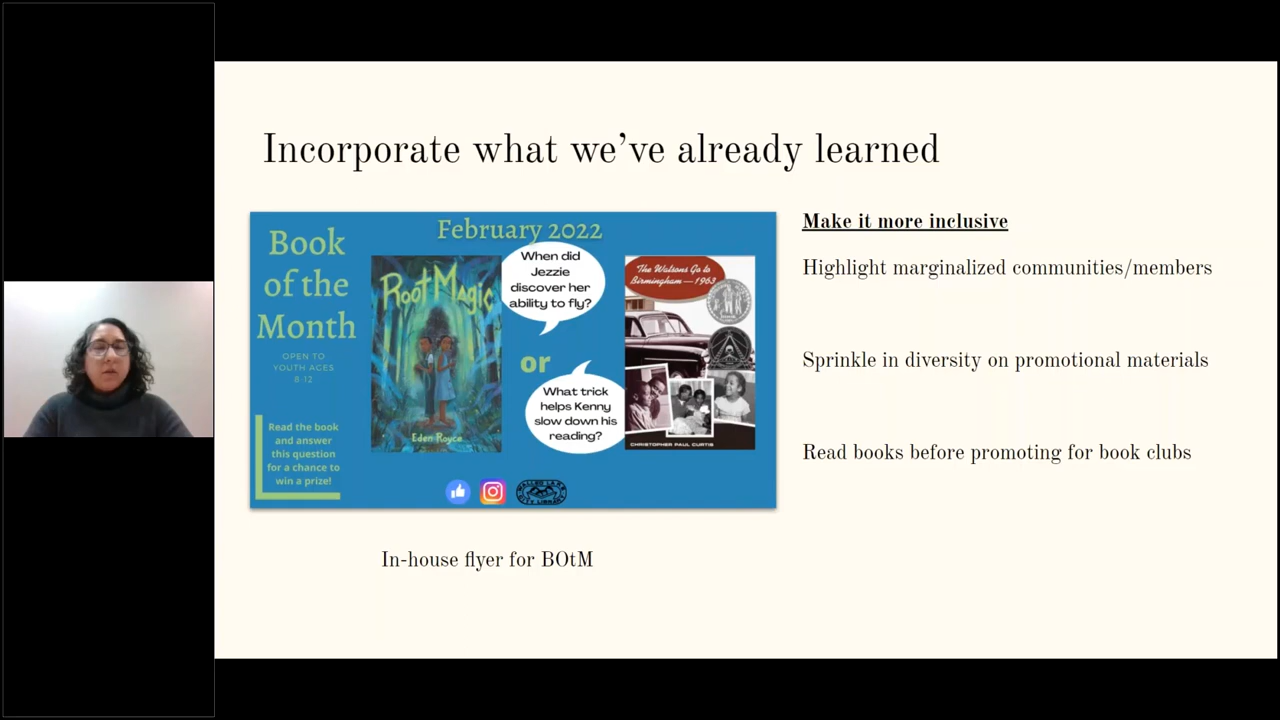 Incorporate what we've already learned
February 2022
Book
of the
Month
OPEN TO
YOUTH AGES
8-12
Read the book
and answer
this question
for a chance to
win a prize!
Root Magic
Eden Royce
When did
Jezzie
discover her
ability to fly?
or
What trick
helps Kenny
slow down his
reading?
The Watsons Go to
Birmingham—1963
CHRISTOPHER PAUL CURTIS
In-house flyer for BOtM
Make it more inclusive
Highlight marginalized communities/members
Sprinkle in diversity on promotional materials
Read books before promoting for book clubs